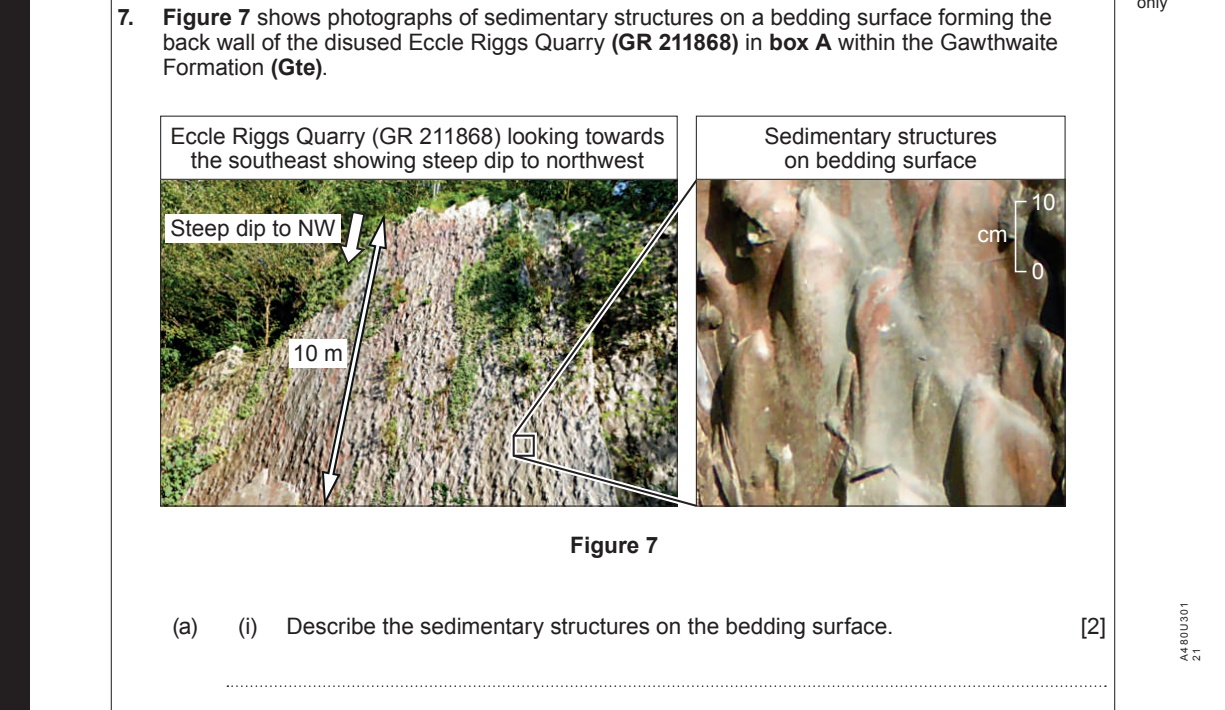 only
7. Figure 7 shows photographs of sedimentary structures on a bedding surface forming the
back wall of the disused Eccle Riggs Quarry (GR 211868) in box A within the Gawthwaite
Formation (Gte).
Eccle Riggs Quarry (GR 211868) looking towards
the southeast showing steep dip to northwest
Steep dip to NW
10 m
Sedimentary structures
on bedding surface
10
cm
0
Figure 7
(a) (i) Describe the sedimentary structures on the bedding surface. [2]
A480U301
21